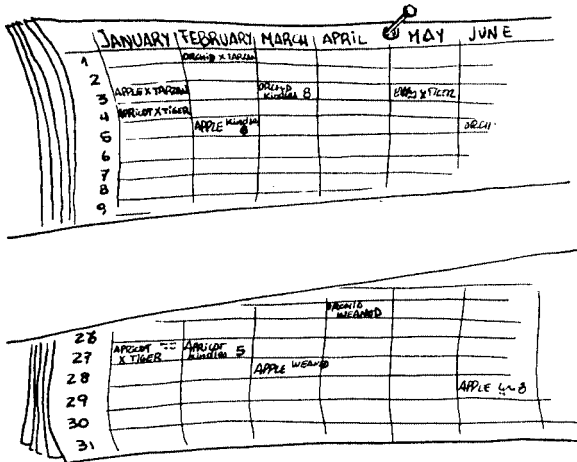 JANUARY FEBRUARY MARCH APRIL MAY JUNE
1 ORCHID X TARZAN
2
3 APPLE X TARZAN ORCHID KINDLES 8 X TIGER
4 APRICOT X TIGER
5 APPLE KINDLES ORCH
6
7
8
9
26 ORCHID WEANED
27 APRICOT X TIGER APRICOT KINDLES 5
28 APPLE WEANED
29 APPLE 8
30
31